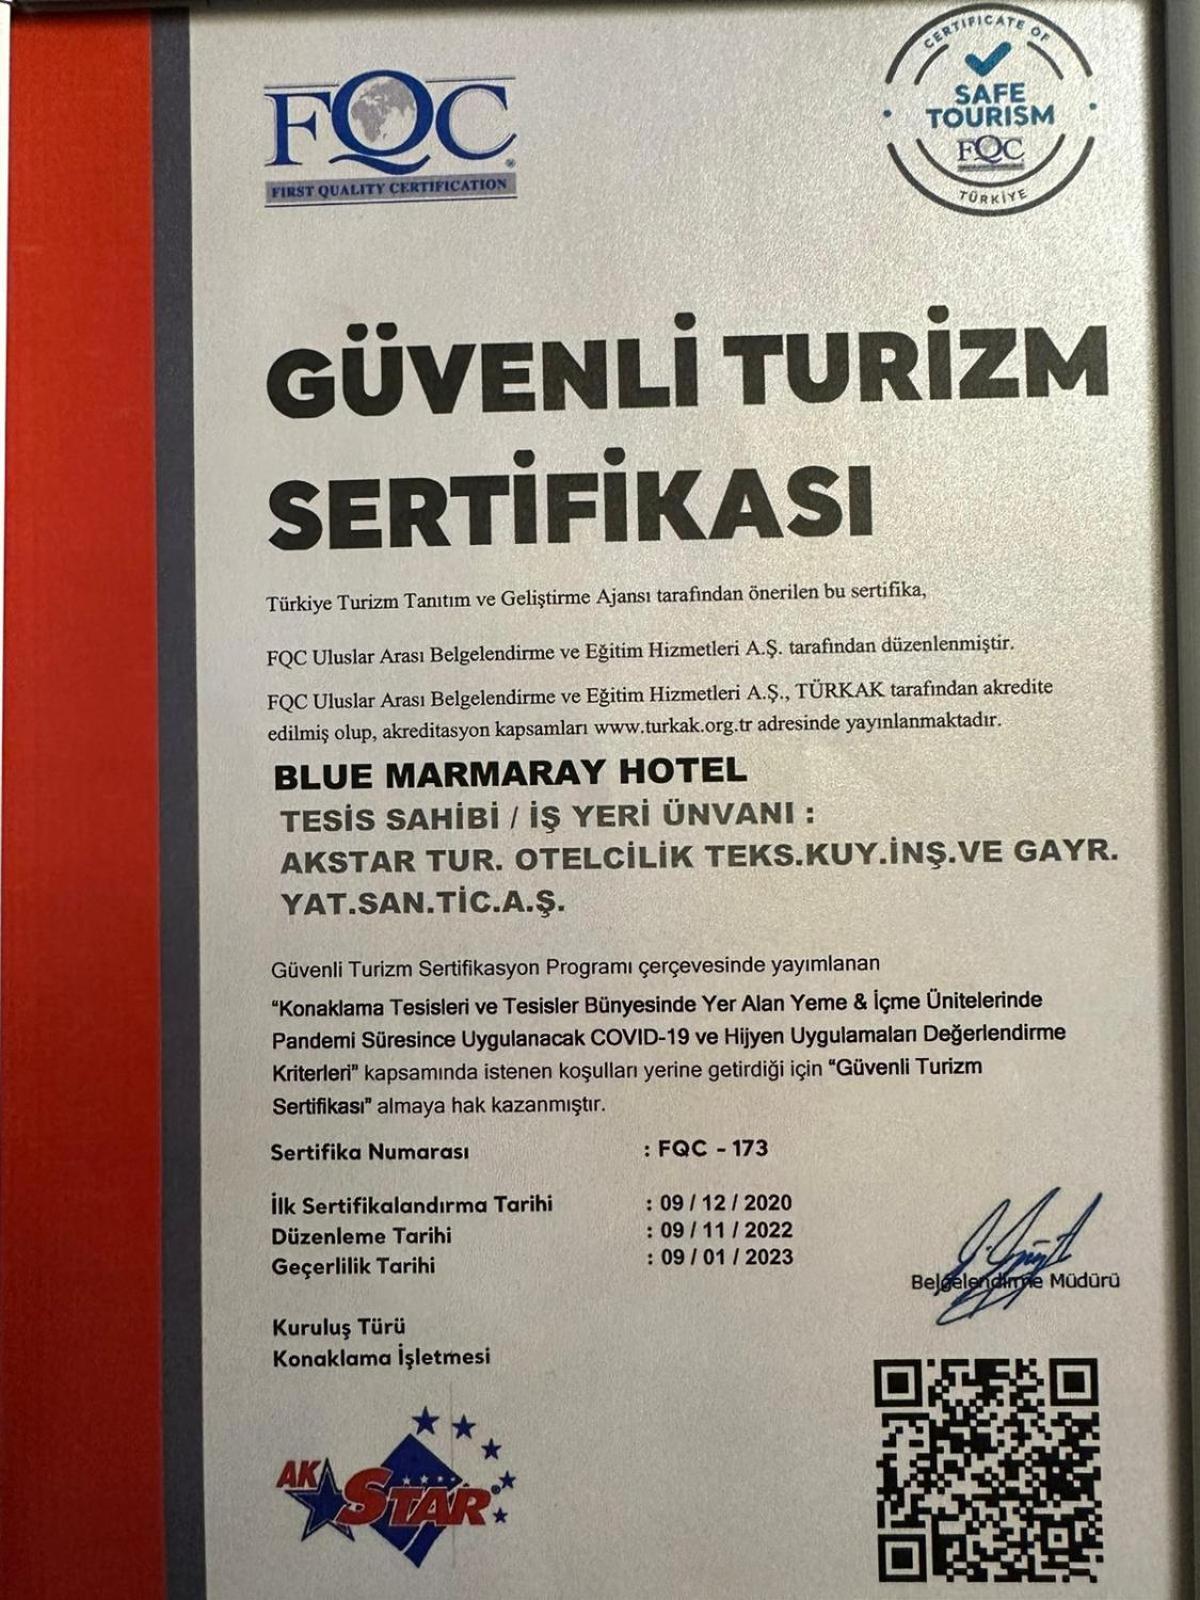 FQC
FIRST QUALITY CERTIFICATION
CERTIFICATE OF
SAFE
TOURISM
FQC
TÜRKİYE
GÜVENLİ TURİZM
SERTİFİKASI
Türkiye Turizm Tanıtım ve Geliştirme Ajansı tarafından önerilen bu sertifika,
FQC Uluslar Arası Belgelendirme ve Eğitim Hizmetleri A.Ş. tarafından düzenlenmiştir.
FQC Uluslar Arası Belgelendirme ve Eğitim Hizmetleri A.Ş., TÜRKAK tarafından akredite
edilmiş olup, akreditasyon kapsamları www.turkak.org.tr adresinde yayınlanmaktadır.
BLUE MARMARAY HOTEL
TESİS SAHİBİ / İŞ YERİ ÜNVANI :
AKSTAR TUR. OTELCİLİK TEKS.KUY.İNŞ.VE GAYR.
YAT.SAN.TİC.A.Ş.
Güvenli Turizm Sertifikasyon Programı çerçevesinde yayımlanan
“Konaklama Tesisleri ve Tesisler Bünyesinde Yer Alan Yeme & İçme Ünitelerinde
Pandemi Süresince Uygulanacak COVID-19 ve Hijyen Uygulamaları Değerlendirme
Kriterleri” kapsamında istenen koşulları yerine getirdiği için “Güvenli Turizm
Sertifikası” almaya hak kazanmıştır.
Sertifika Numarası : FQC - 173
İlk Sertifikalandırma Tarihi : 09 / 12 / 2020
Düzenleme Tarihi : 09 / 11 / 2022
Geçerlilik Tarihi : 09 / 01 / 2023
Belgelendirme Müdürü
Kuruluş Türü
Konaklama İşletmesi
AK STAR